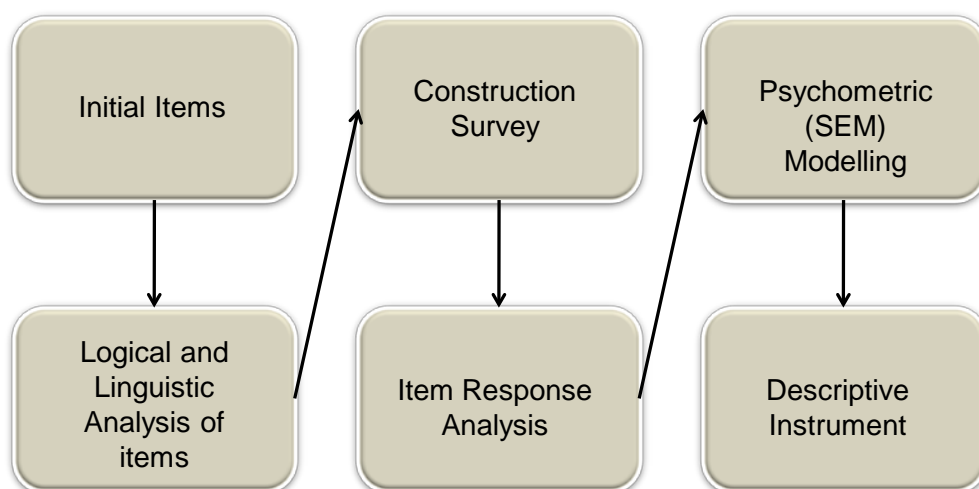 Initial Items
Logical and
Linguistic
Analysis of
items
Construction
Survey
Item Response
Analysis
Psychometric
(SEM)
Modelling
Descriptive
Instrument